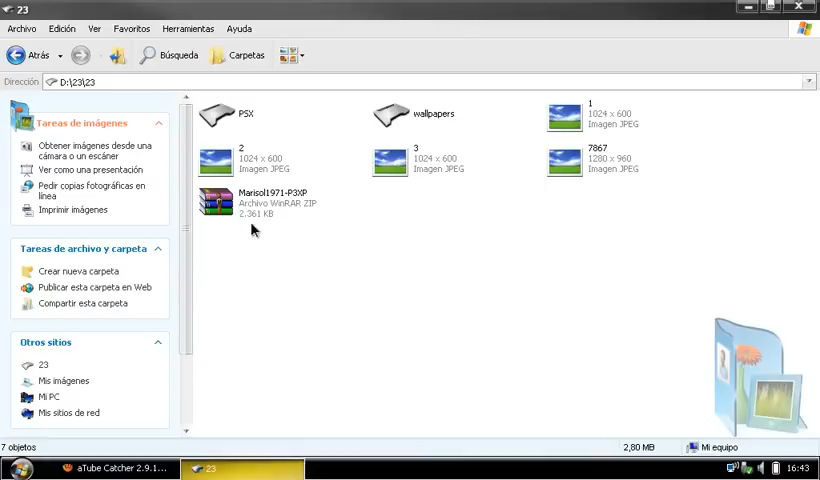 23
Archivo Edición Ver Favoritos Herramientas Ayuda
Atrás Búsqueda Carpetas
Dirección D:\23\23
Tareas de imágenes
Obtener imágenes desde una
cámara o un escáner
Ver como una presentación
Pedir copias fotográficas en
línea
Imprimir imágenes
Tareas de archivo y carpeta
Crear nueva carpeta
Publicar esta carpeta en Web
Compartir esta carpeta
Otros sitios
23
Mis imágenes
Mi PC
Mis sitios de red
PSX
wallpapers
1
1024 x 600
Imagen JPEG
2
1024 x 600
Imagen JPEG
3
1024 x 600
Imagen JPEG
7867
1280 x 960
Imagen JPEG
Marisol1971-P3XP
Archivo WinRAR ZIP
2.361 KB
7 objetos 2,80 MB Mi equipo
aTube Catcher 2.9.1... 23 16:43